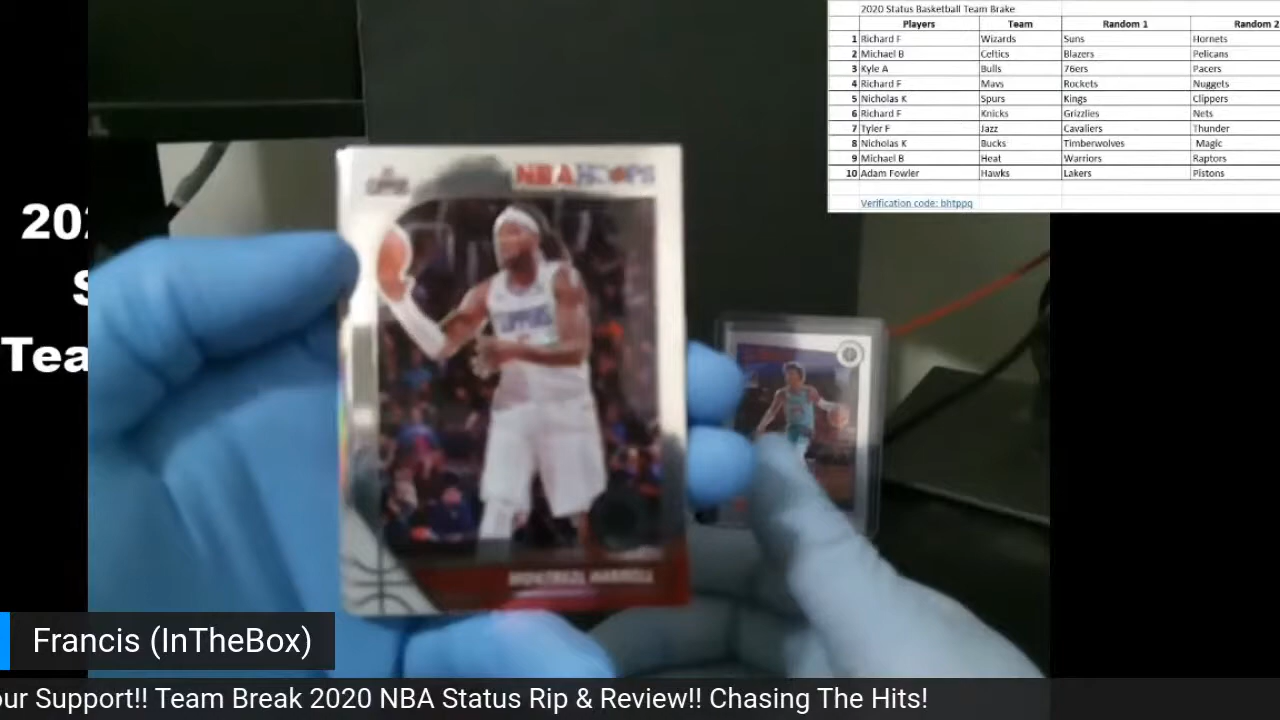 2020 Status Basketball Team Brake
Players Team Random 1 Random 2
1 Richard F Wizards Suns Hornets
2 Michael B Celtics Blazers Pelicans
3 Kyle A Bulls 76ers Pacers
4 Richard F Mavs Rockets Nuggets
5 Nicholas K Spurs Kings Clippers
6 Richard F Knicks Grizzlies Nets
7 Tyler F Jazz Cavaliers Thunder
8 Nicholas K Bucks Timberwolves Magic
9 Michael B Heat Warriors Raptors
10 Adam Fowler Hawks Lakers Pistons
Verification code: bhtppq
NBA HOOPS
CLIPPERS
MONTREZL HARRELL
202
S
Tea
Francis (InTheBox)
our Support!! Team Break 2020 NBA Status Rip & Review!! Chasing The Hits!